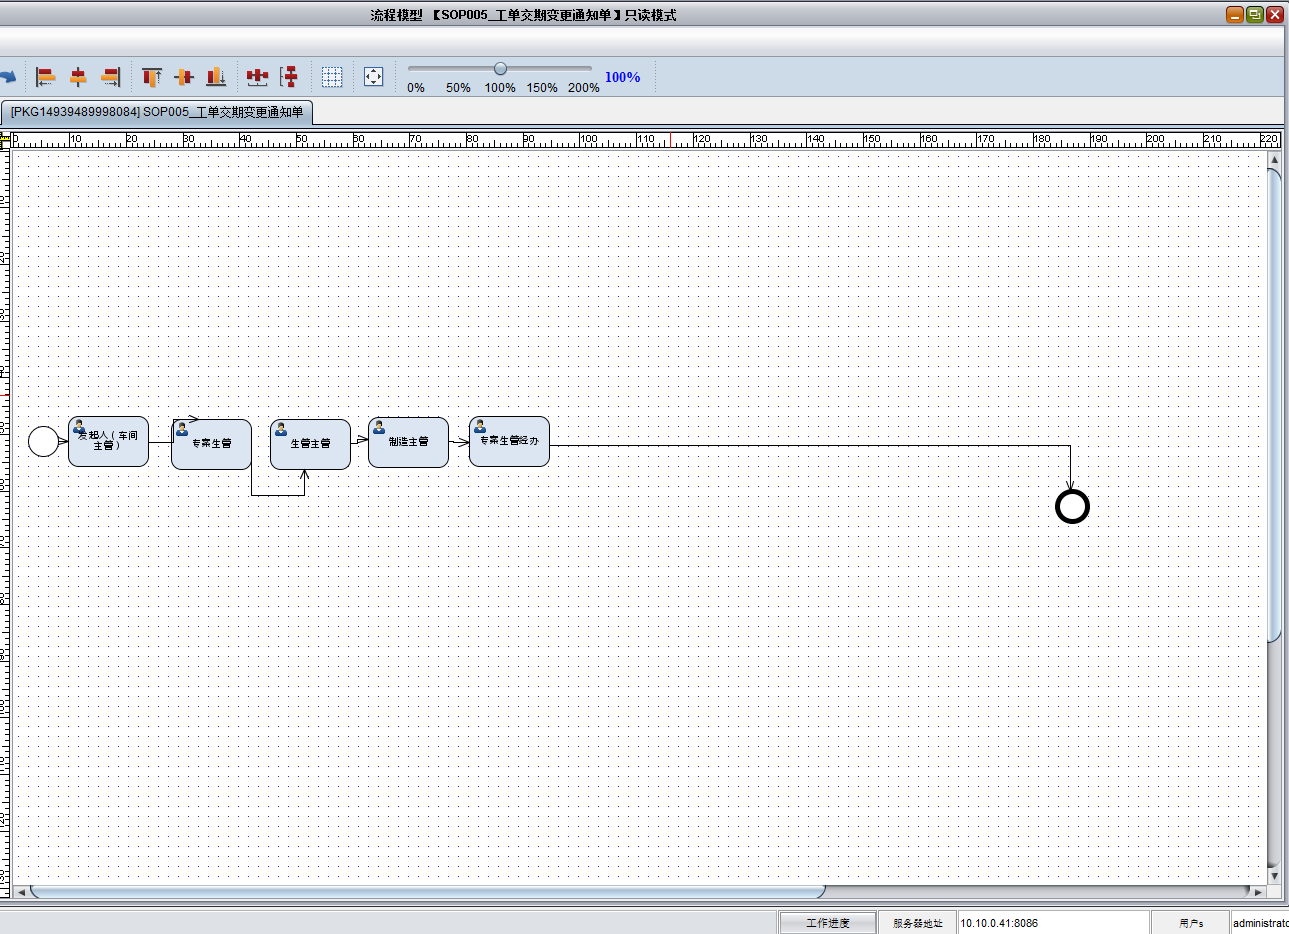 流程模型 【SOP005_工单交期变更通知单】只读模式
0% 50% 100% 150% 200% 100%
[PKG14939489998084] SOP005_工单交期变更通知单
0 10 20 30 40 50 60 70 80 90 100 110 120 130 140 150 160 170 180 190 200 210 220
发起人（车间主管）
专案生管
生管主管
制造主管
专案生管经办
工作进度 服务器地址 10.10.0.41:8086 用户s administrato